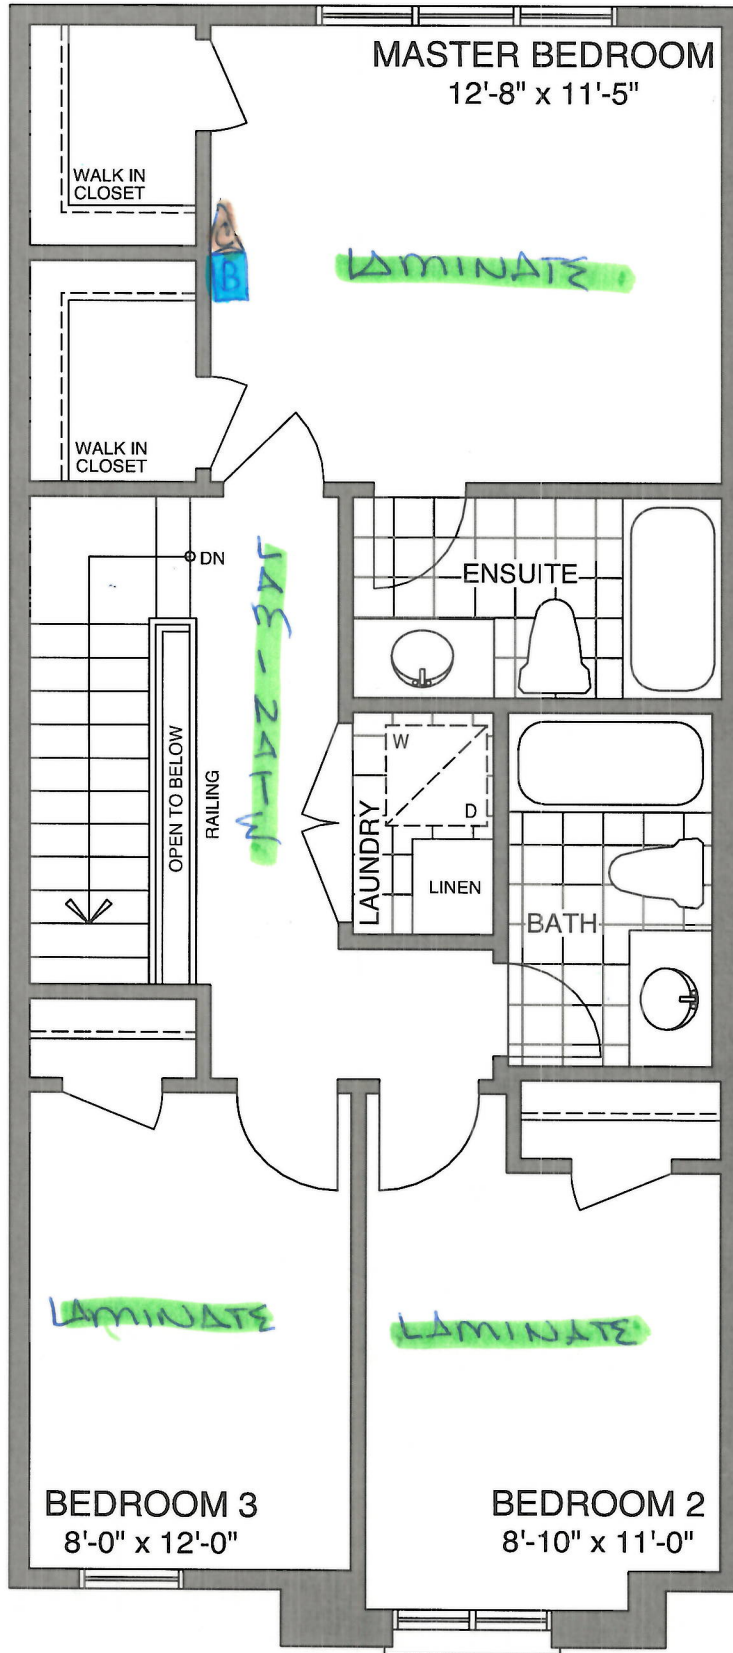 MASTER BEDROOM
12'-8" x 11'-5"
WALK IN
CLOSET
C
B
LAMINATE
WALK IN
CLOSET
DN
ENSUITE
LAMINATE
OPEN TO BELOW
RAILING
W
D
LAUNDRY
LINEN
BATH
LAMINATE
LAMINATE
BEDROOM 3
8'-0" x 12'-0"
BEDROOM 2
8'-10" x 11'-0"